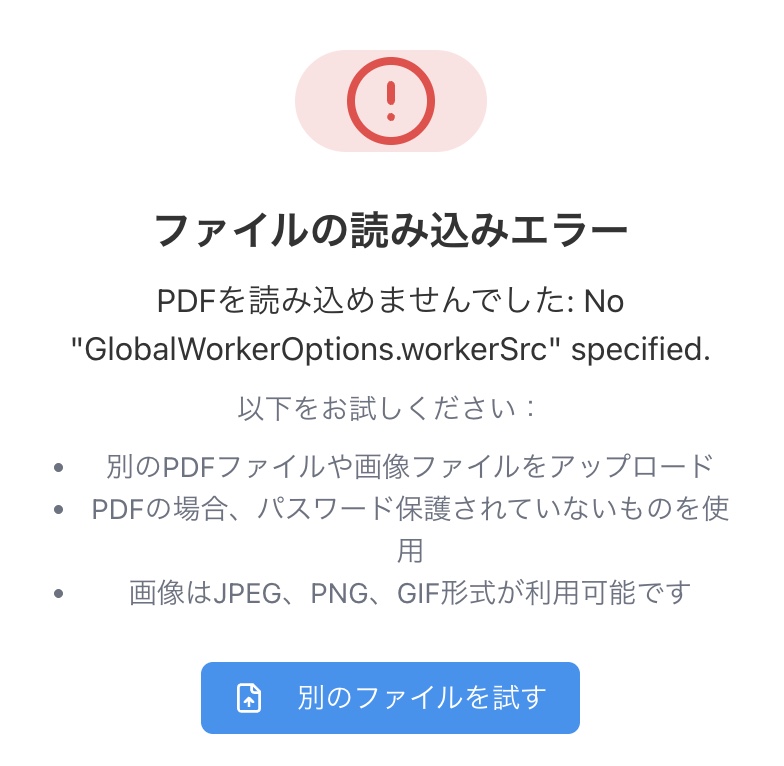 ファイルの読み込みエラー
PDFを読み込めませんでした: No
"GlobalWorkerOptions.workerSrc" specified.
以下をお試しください：
• 別のPDFファイルや画像ファイルをアップロード
• PDFの場合、パスワード保護されていないものを使
用
• 画像はJPEG、PNG、GIF形式が利用可能です
別のファイルを試す